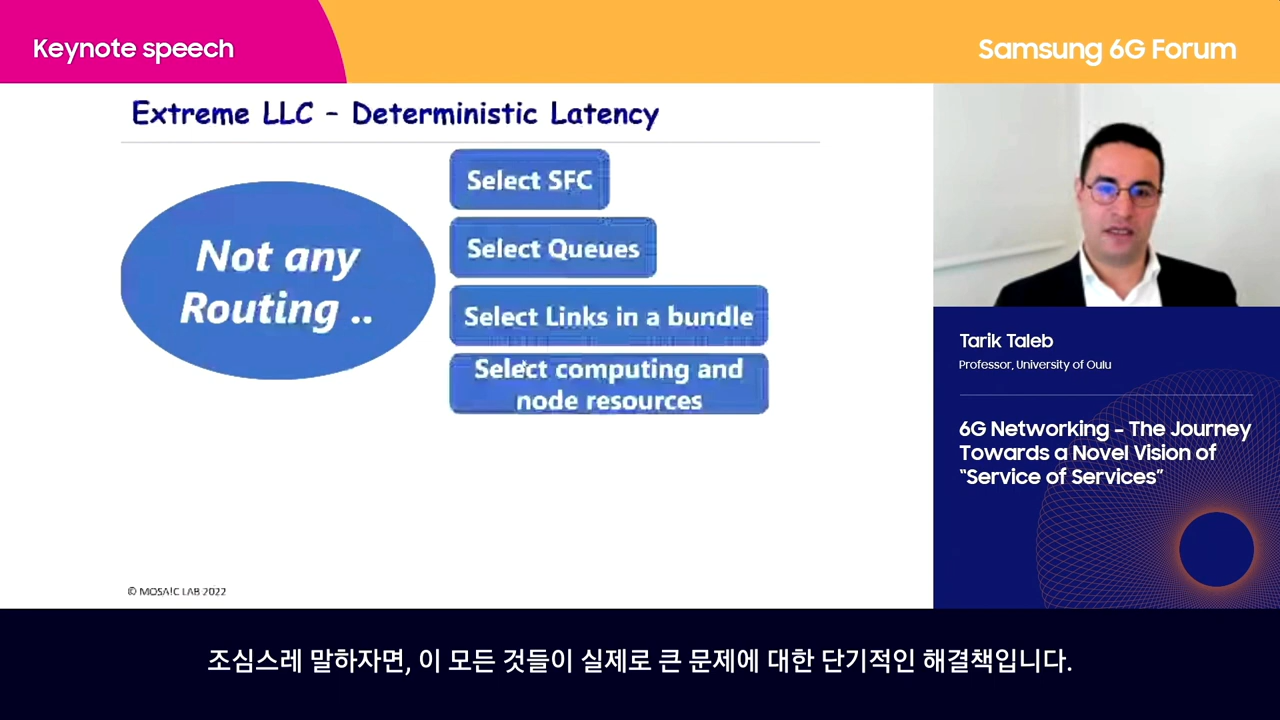 Keynote speech
Samsung 6G Forum
Extreme LLC – Deterministic Latency
Not any
Routing ..
Select SFC
Select Queues
Select Links in a bundle
Select computing and
node resources
© MOSA!C LAB 2022
Tarik Taleb
Professor, University of Oulu
6G Networking – The Journey
Towards a Novel Vision of
“Service of Services”
조심스레 말하자면, 이 모든 것들이 실제로 큰 문제에 대한 단기적인 해결책입니다.